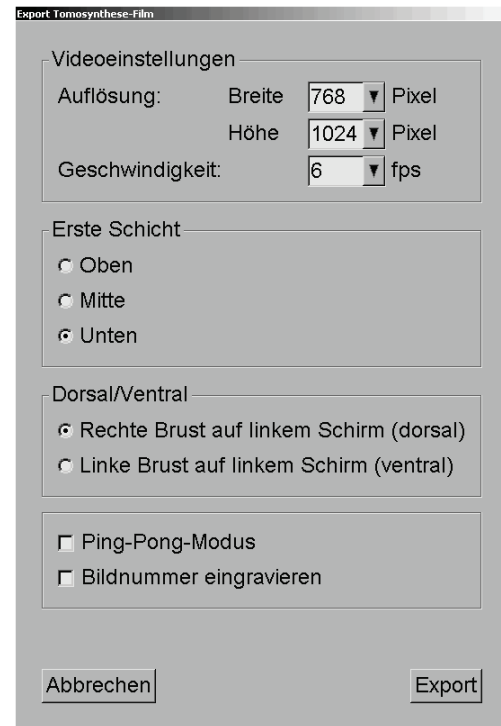 Export Tomosynthese-Film
Videoeinstellungen
Auflösung: Breite 768 Pixel
Höhe 1024 Pixel
Geschwindigkeit: 6 fps
Erste Schicht
Oben
Mitte
Unten
Dorsal/Ventral
Rechte Brust auf linkem Schirm (dorsal)
Linke Brust auf linkem Schirm (ventral)
Ping-Pong-Modus
Bildnummer eingravieren
Abbrechen Export